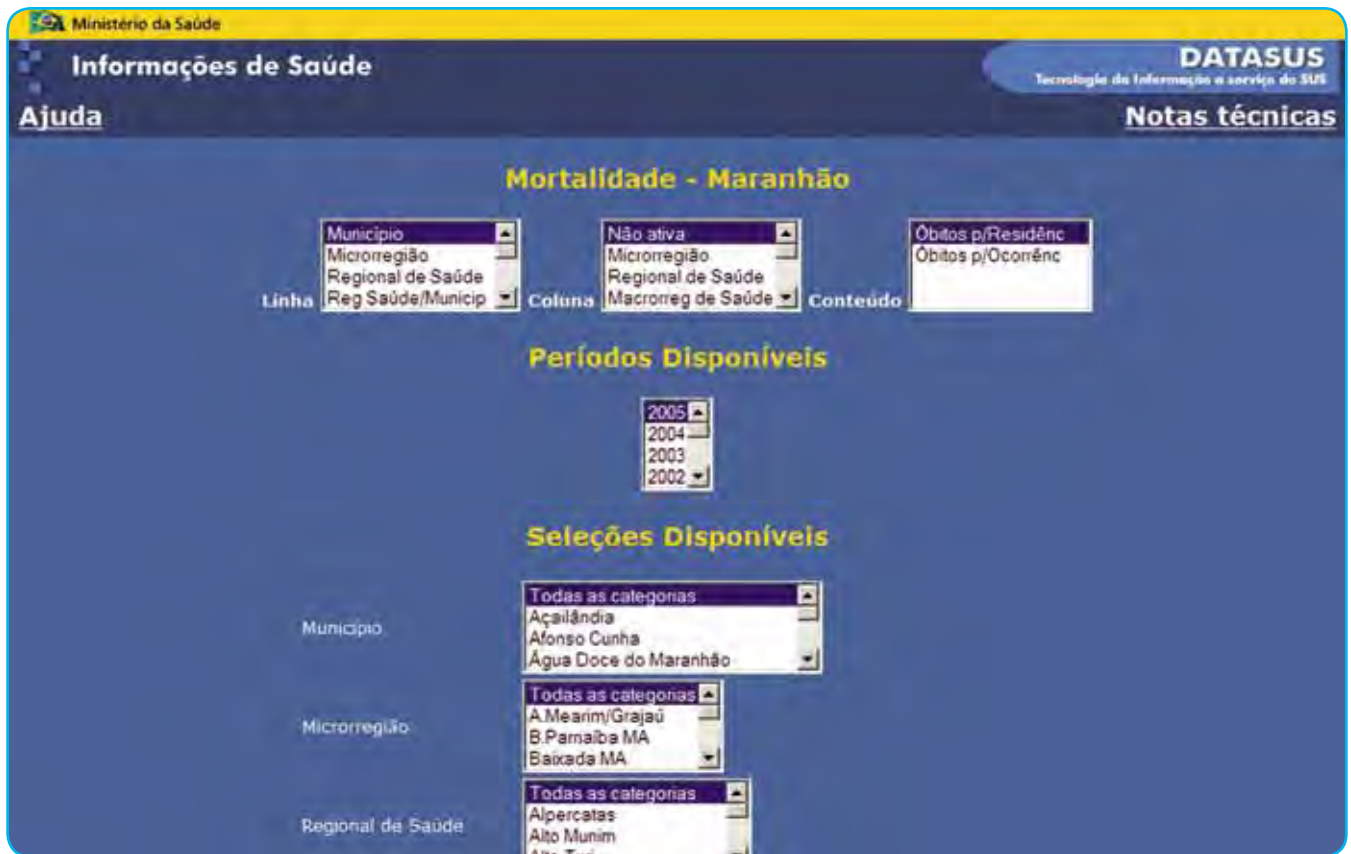 Ministério da Saúde
Informações de Saúde
DATASUS
Tecnologia da Informação a serviço do SUS
Ajuda
Notas técnicas
Mortalidade - Maranhão
Linha
Município
Microrregião
Regional de Saúde
Reg Saúde/Municip
Coluna
Não ativa
Microrregião
Regional de Saúde
Macrorreg de Saúde
Conteúdo
Óbitos p/Residênc
Óbitos p/Ocorrênc
Períodos Disponíveis
2005
2004
2003
2002
Seleções Disponíveis
Município
Todas as categorias
Açailândia
Afonso Cunha
Água Doce do Maranhão
Microrregião
Todas as categorias
A.Mearim/Grajaú
B.Parnaíba MA
Baixada MA
Regional de Saúde
Todas as categorias
Alpercatas
Alto Munim